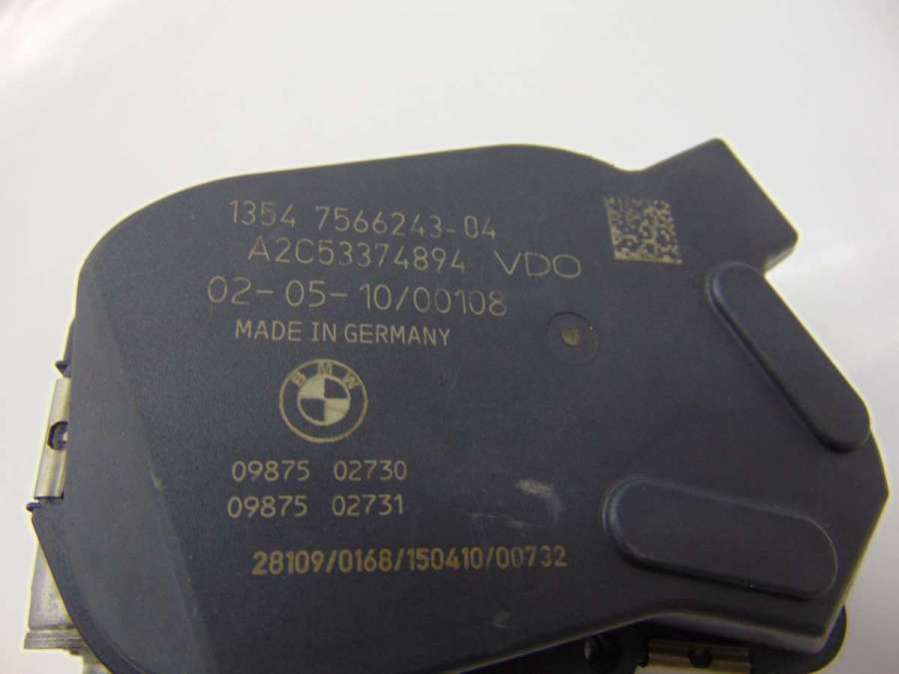 1354 7566243-04
A2C53374894 VDO
02-05-10/00108
MADE IN GERMANY
BMW
09875 02730
09875 02731
28109/0168/150410/00732